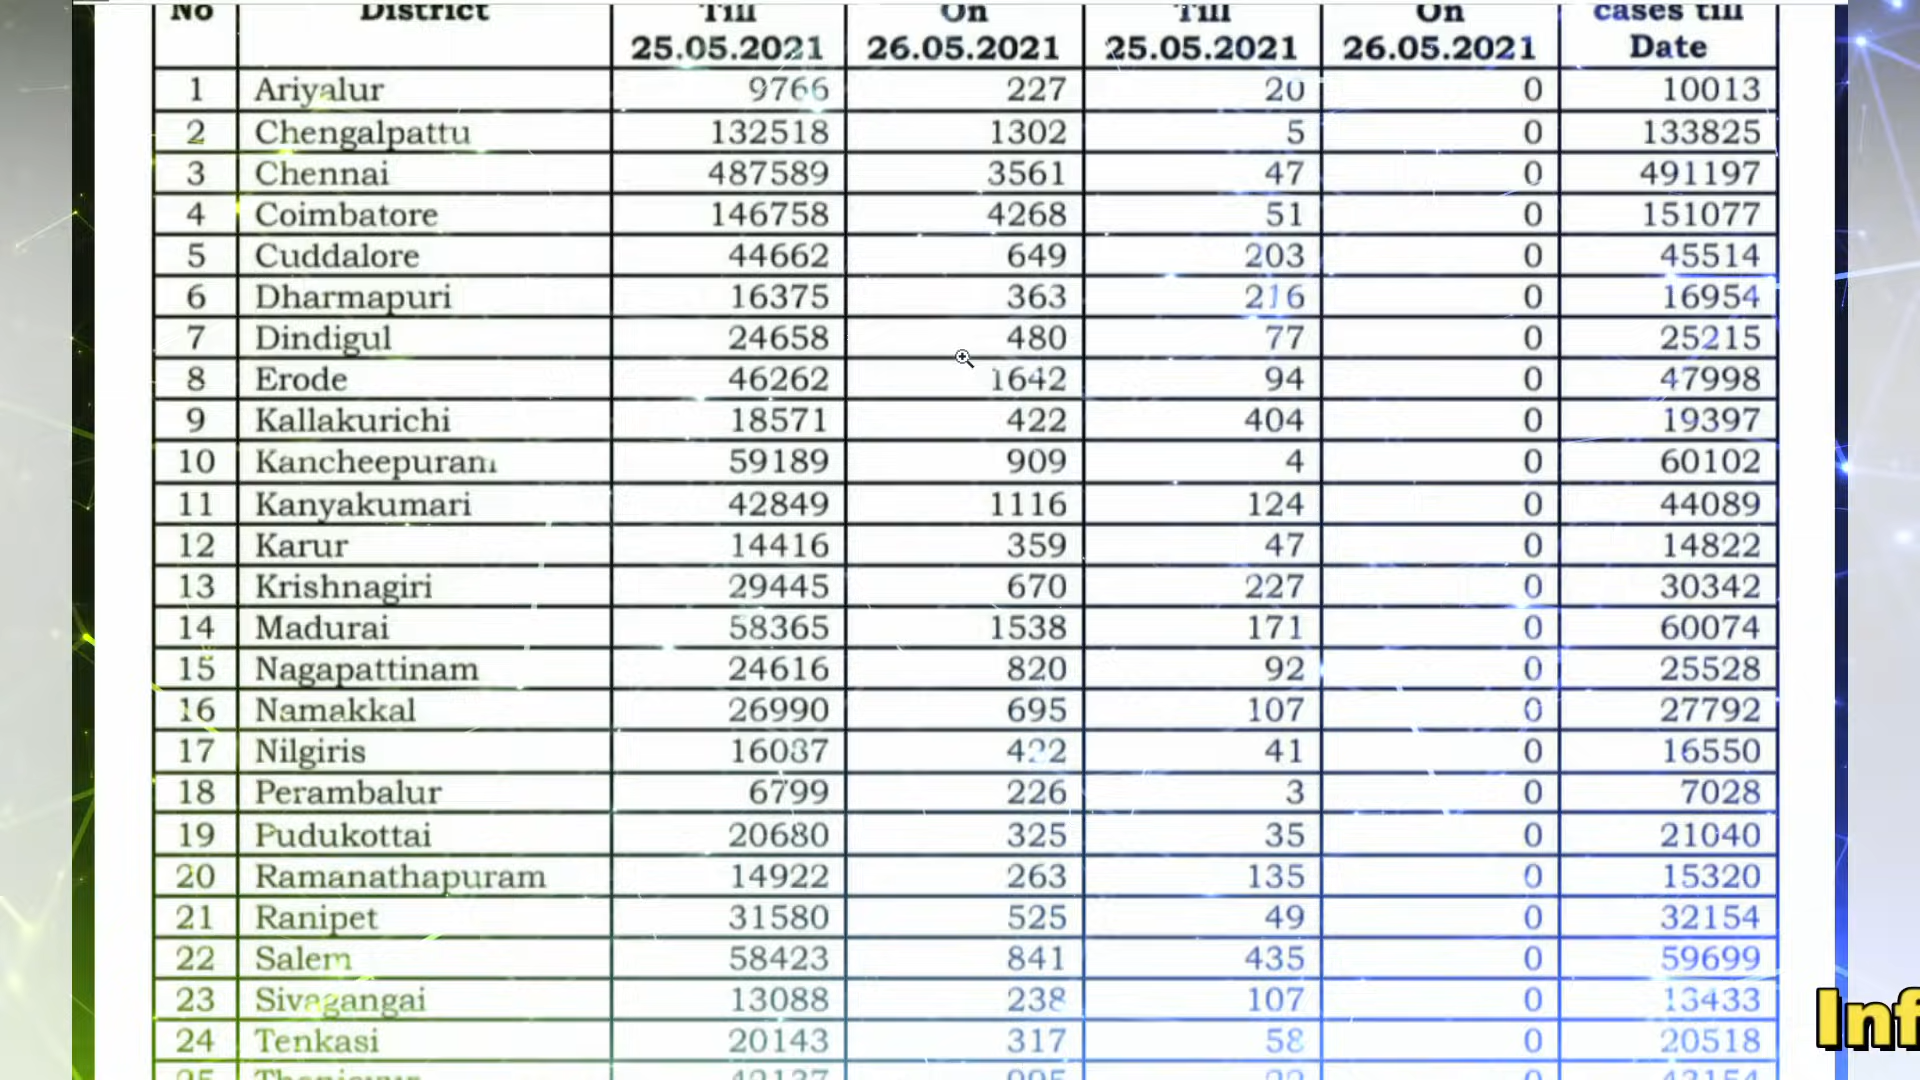 No District Till On Till On cases till
25.05.2021 26.05.2021 25.05.2021 26.05.2021 Date
1 Ariyalur 9766 227 20 0 10013
2 Chengalpattu 132518 1302 5 0 133825
3 Chennai 487589 3561 47 0 491197
4 Coimbatore 146758 4268 51 0 151077
5 Cuddalore 44662 649 203 0 45514
6 Dharmapuri 16375 363 216 0 16954
7 Dindigul 24658 480 77 0 25215
8 Erode 46262 1642 94 0 47998
9 Kallakurichi 18571 422 404 0 19397
10 Kancheepuram 59189 909 4 0 60102
11 Kanyakumari 42849 1116 124 0 44089
12 Karur 14416 359 47 0 14822
13 Krishnagiri 29445 670 227 0 30342
14 Madurai 58365 1538 171 0 60074
15 Nagapattinam 24616 820 92 0 25528
16 Namakkal 26990 695 107 0 27792
17 Nilgiris 16087 422 41 0 16550
18 Perambalur 6799 226 3 0 7028
19 Pudukottai 20680 325 35 0 21040
20 Ramanathapuram 14922 263 135 0 15320
21 Ranipet 31580 525 49 0 32154
22 Salem 58423 841 435 0 59699
23 Sivagangai 13088 238 107 0 13433
24 Tenkasi 20143 317 58 0 20518
Inf